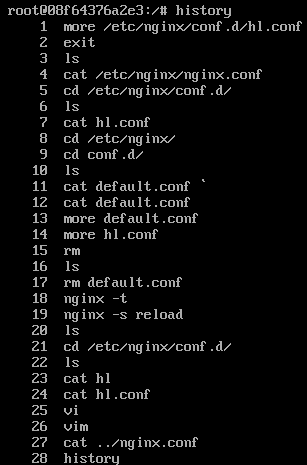 root@08f64376a2e3:/# history
1 more /etc/nginx/conf.d/hl.conf
2 exit
3 ls
4 cat /etc/nginx/nginx.conf
5 cd /etc/nginx/conf.d/
6 ls
7 cat hl.conf
8 cd /etc/nginx/
9 cd conf.d/
10 ls
11 cat default.conf `
12 cat default.conf
13 more default.conf
14 more hl.conf
15 rm
16 ls
17 rm default.conf
18 nginx -t
19 nginx -s reload
20 ls
21 cd /etc/nginx/conf.d/
22 ls
23 cat hl
24 cat hl.conf
25 vi
26 vim
27 cat ../nginx.conf
28 history